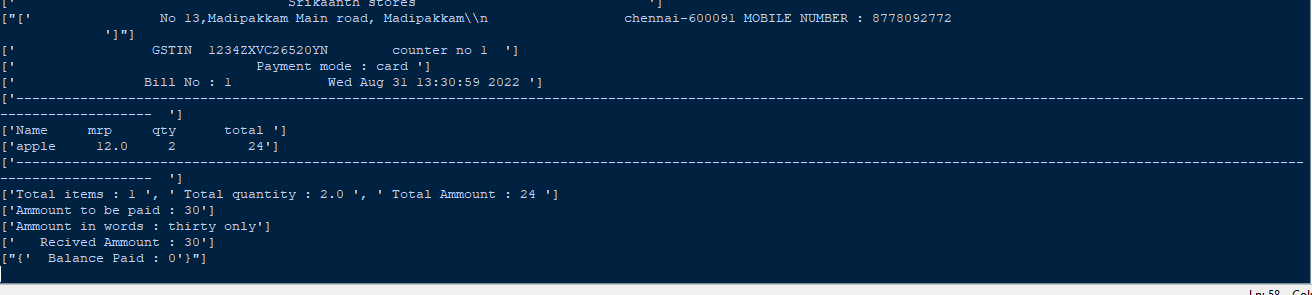 ['                                  Srikaanth stores                             ']
["['                No 13,Madipakkam Main road, Madipakkam\\n                 chennai-600091 MOBILE NUMBER : 8778092772
             ']"]
['                 GSTIN  1234ZXVC26520YN        counter no 1  ']
['                              Payment mode : card ']
['                Bill No : 1            Wed Aug 31 13:30:59 2022 ']
['-----------------------------------------------------------------------------------------------------------------------------------------------------------------
-------------------  ']
['Name     mrp     qty      total ']
['apple     12.0     2         24']
['-----------------------------------------------------------------------------------------------------------------------------------------------------------------
-------------------  ']
['Total items : 1 ', ' Total quantity : 2.0 ', ' Total Amount : 24 ']
['Ammount to be paid : 30']
['Ammount in words : thirty only']
['   Recived Ammount : 30']
["{'  Balance Paid : 0'}"]
Ln: 58